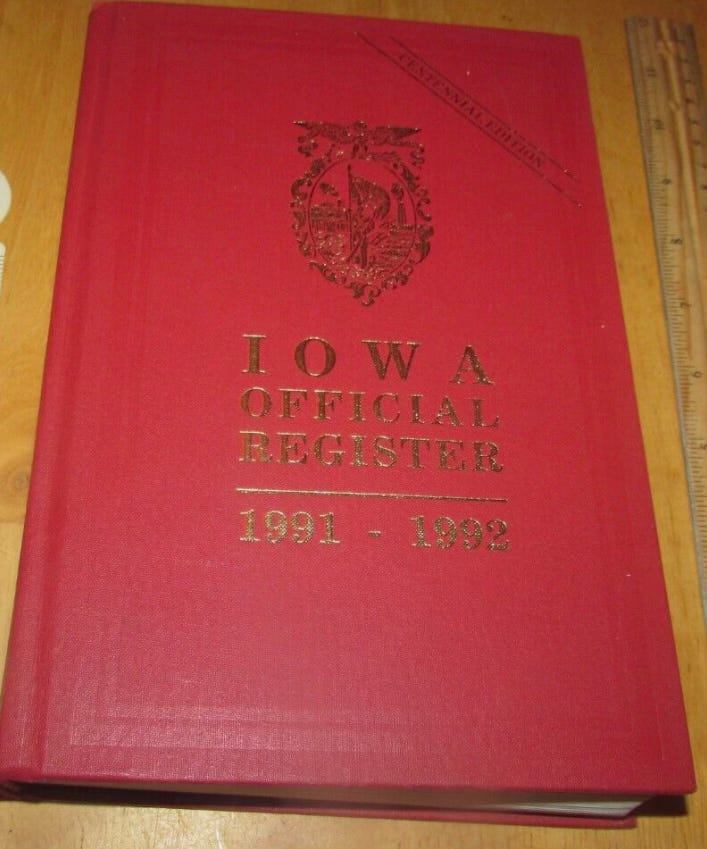 CENTENNIAL EDITION
IOWA
OFFICIAL
REGISTER
1991 - 1992